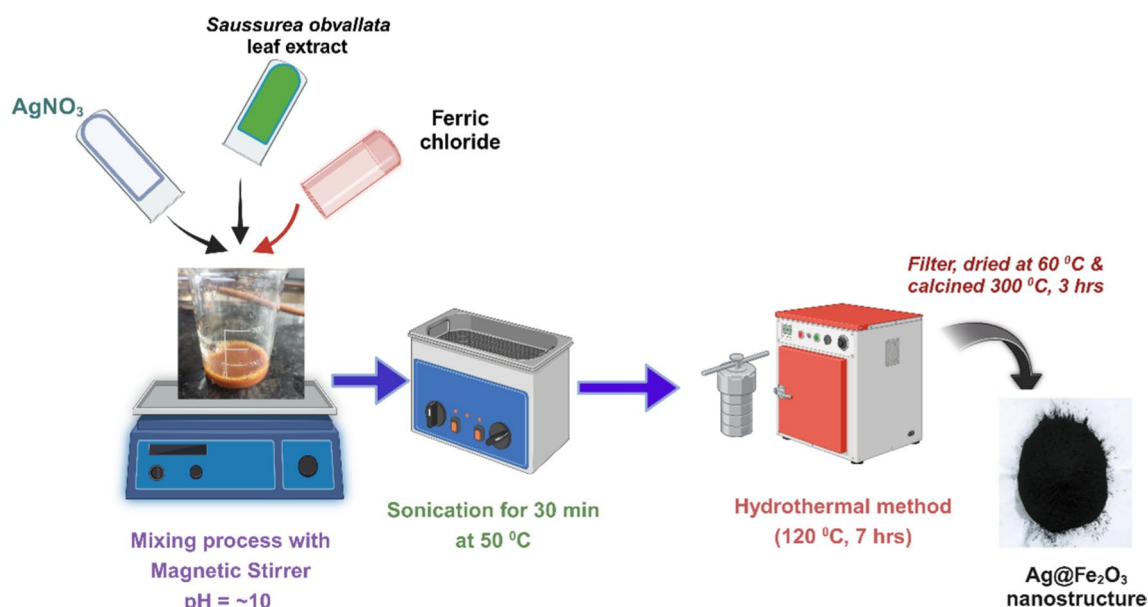 Saussurea obvallata
leaf extract
AgNO₃
Ferric
chloride
Filter, dried at 60 ⁰C &
calcined 300 ⁰C, 3 hrs
Mixing process with
Magnetic Stirrer
pH = ~10
Sonication for 30 min
at 50 ⁰C
Hydrothermal method
(120 ⁰C, 7 hrs)
Ag@Fe₂O₃
nanostructure